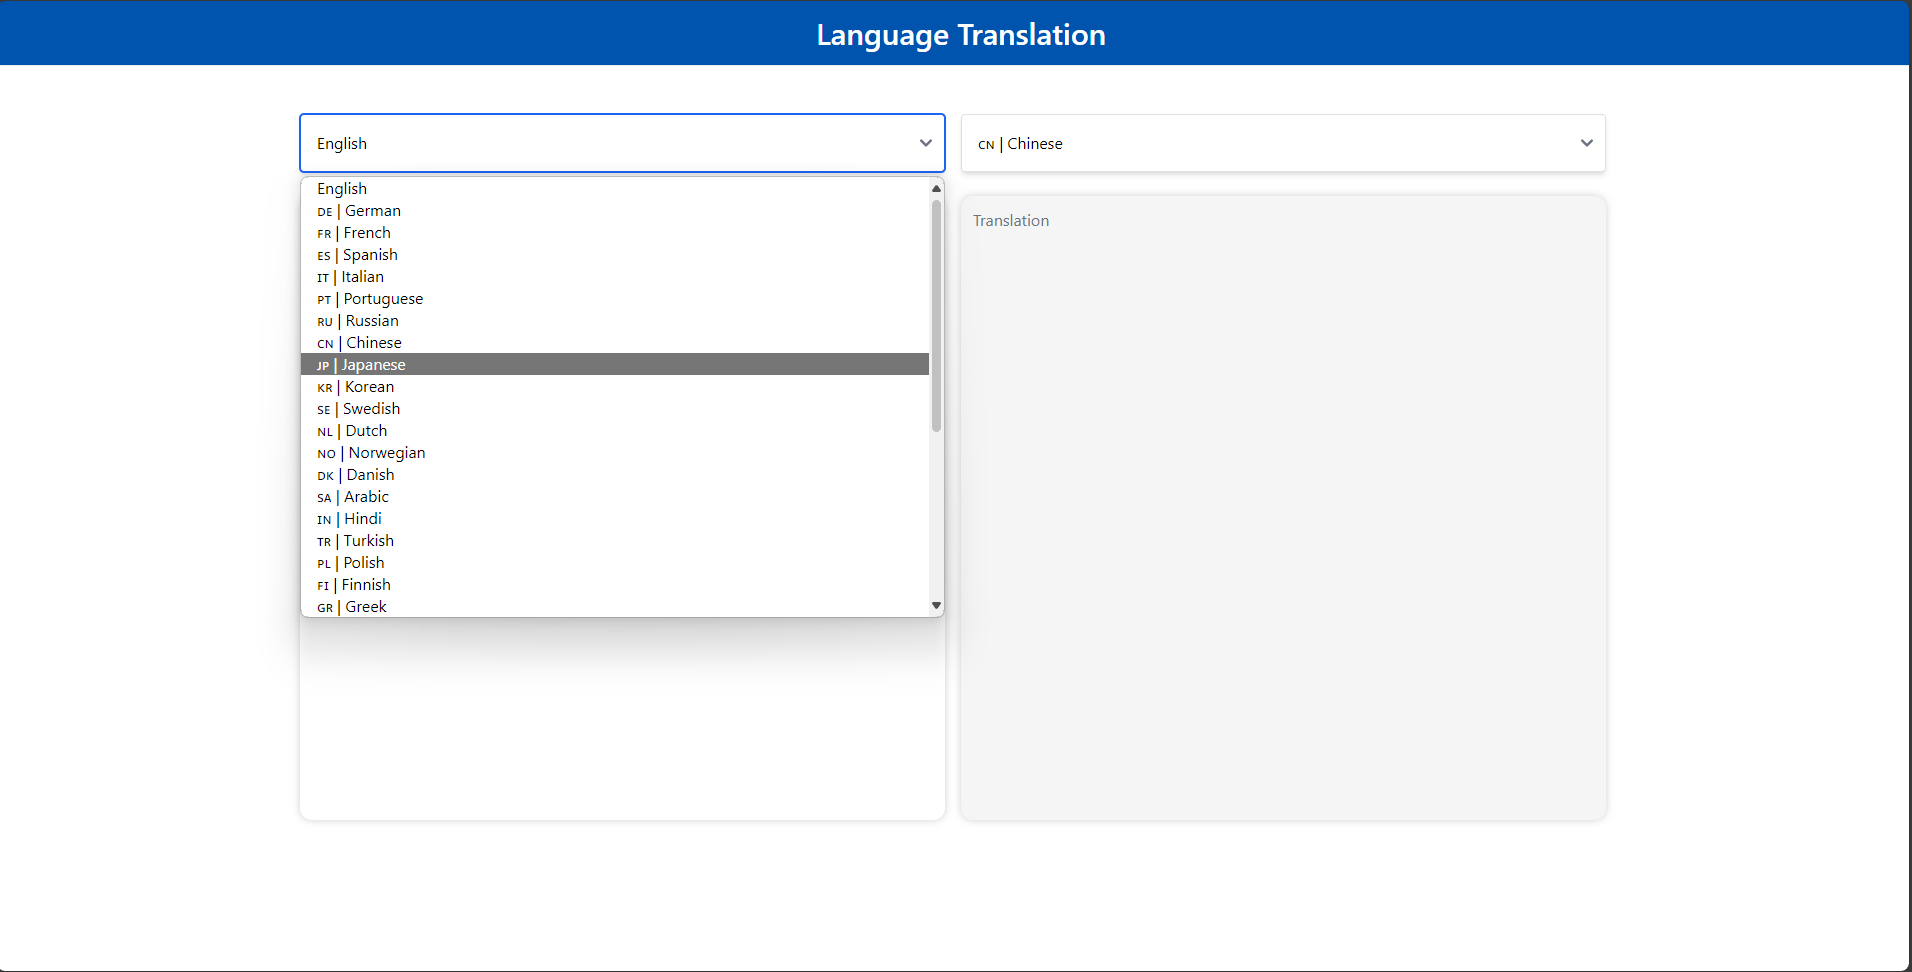 Language Translation
English
CN | Chinese
English
DE | German
FR | French
ES | Spanish
IT | Italian
PT | Portuguese
RU | Russian
CN | Chinese
JP | Japanese
KR | Korean
SE | Swedish
NL | Dutch
NO | Norwegian
DK | Danish
SA | Arabic
IN | Hindi
TR | Turkish
PL | Polish
FI | Finnish
GR | Greek
Translation